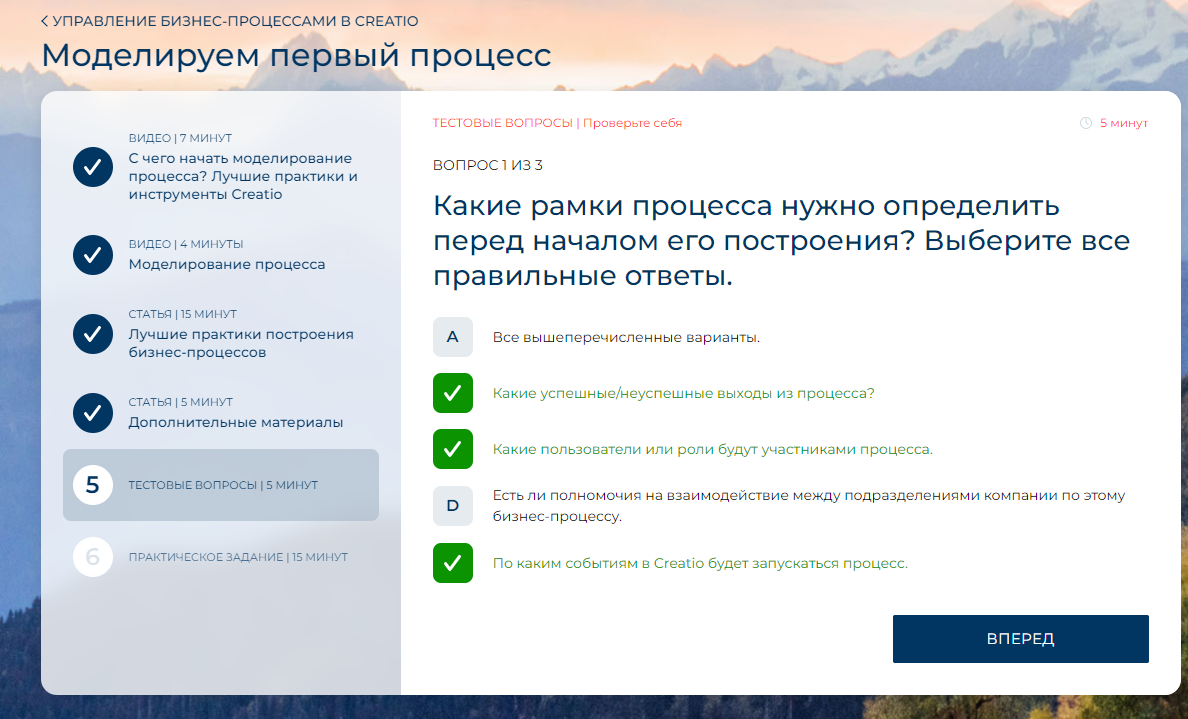 УПРАВЛЕНИЕ БИЗНЕС-ПРОЦЕССАМИ В CREATIO
Моделируем первый процесс
ВИДЕО | 7 МИНУТ
С чего начать моделирование
процесса? Лучшие практики и
инструменты Creatio
ВИДЕО | 4 МИНУТЫ
Моделирование процесса
СТАТЬЯ | 15 МИНУТ
Лучшие практики построения
бизнес-процессов
СТАТЬЯ | 5 МИНУТ
Дополнительные материалы
5
ТЕСТОВЫЕ ВОПРОСЫ | 5 МИНУТ
6
ПРАКТИЧЕСКОЕ ЗАДАНИЕ | 15 МИНУТ
ТЕСТОВЫЕ ВОПРОСЫ | Проверьте себя
5 минут
ВОПРОС 1 ИЗ 3
Какие рамки процесса нужно определить
перед началом его построения? Выберите все
правильные ответы.
A
Все вышеперечисленные варианты.
Какие успешные/неуспешные выходы из процесса?
Какие пользователи или роли будут участниками процесса.
D
Есть ли полномочия на взаимодействие между подразделениями компании по этому
бизнес-процессу.
По каким событиям в Creatio будет запускаться процесс.
ВПЕРЕД